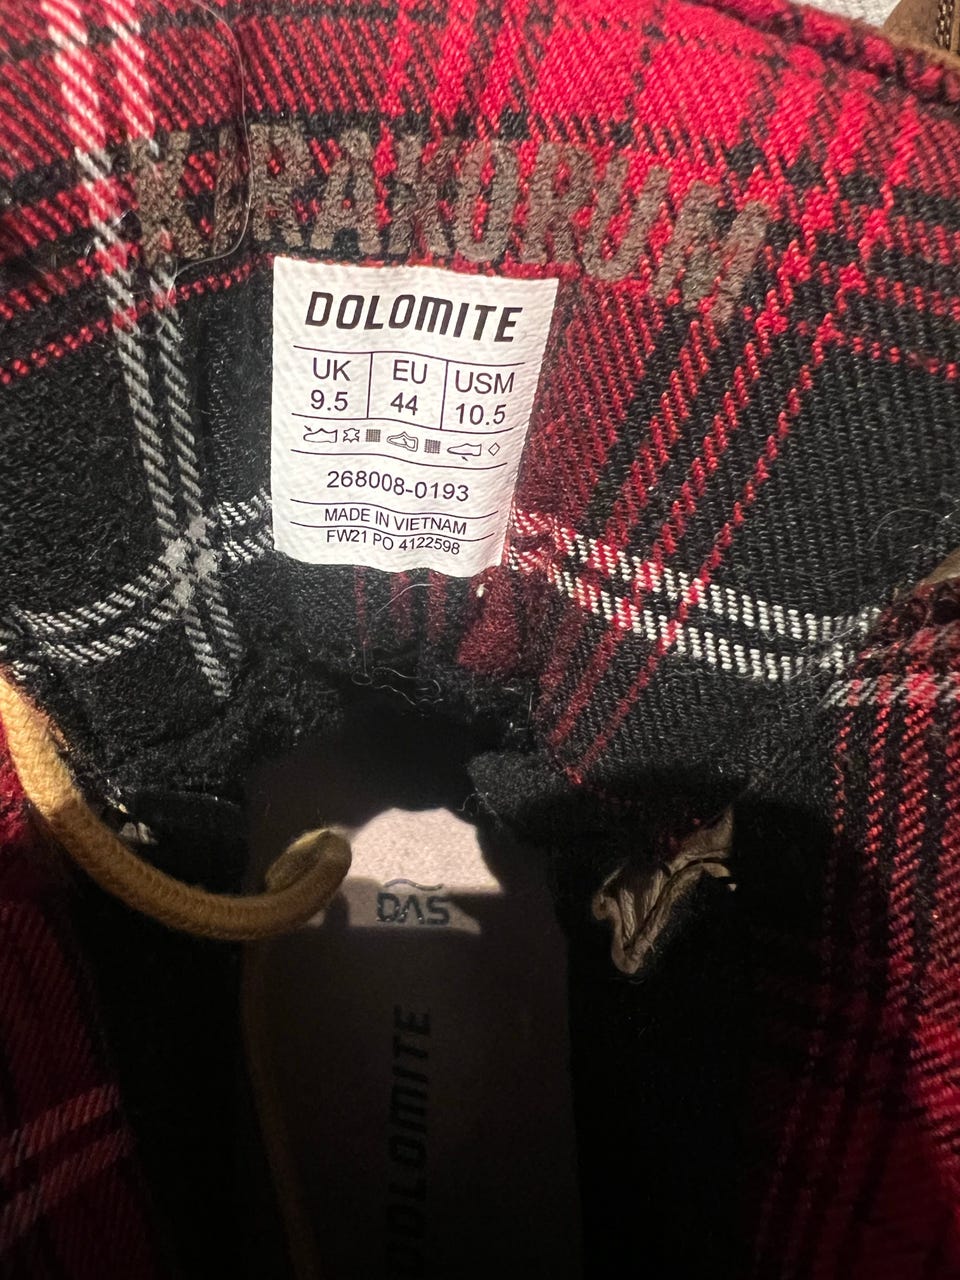 KARAKORUM
DOLOMITE
UK EU USM
9.5 44 10.5
268008-0193
MADE IN VIETNAM
FW21 PO 4122598
DAS
DOLOMITE